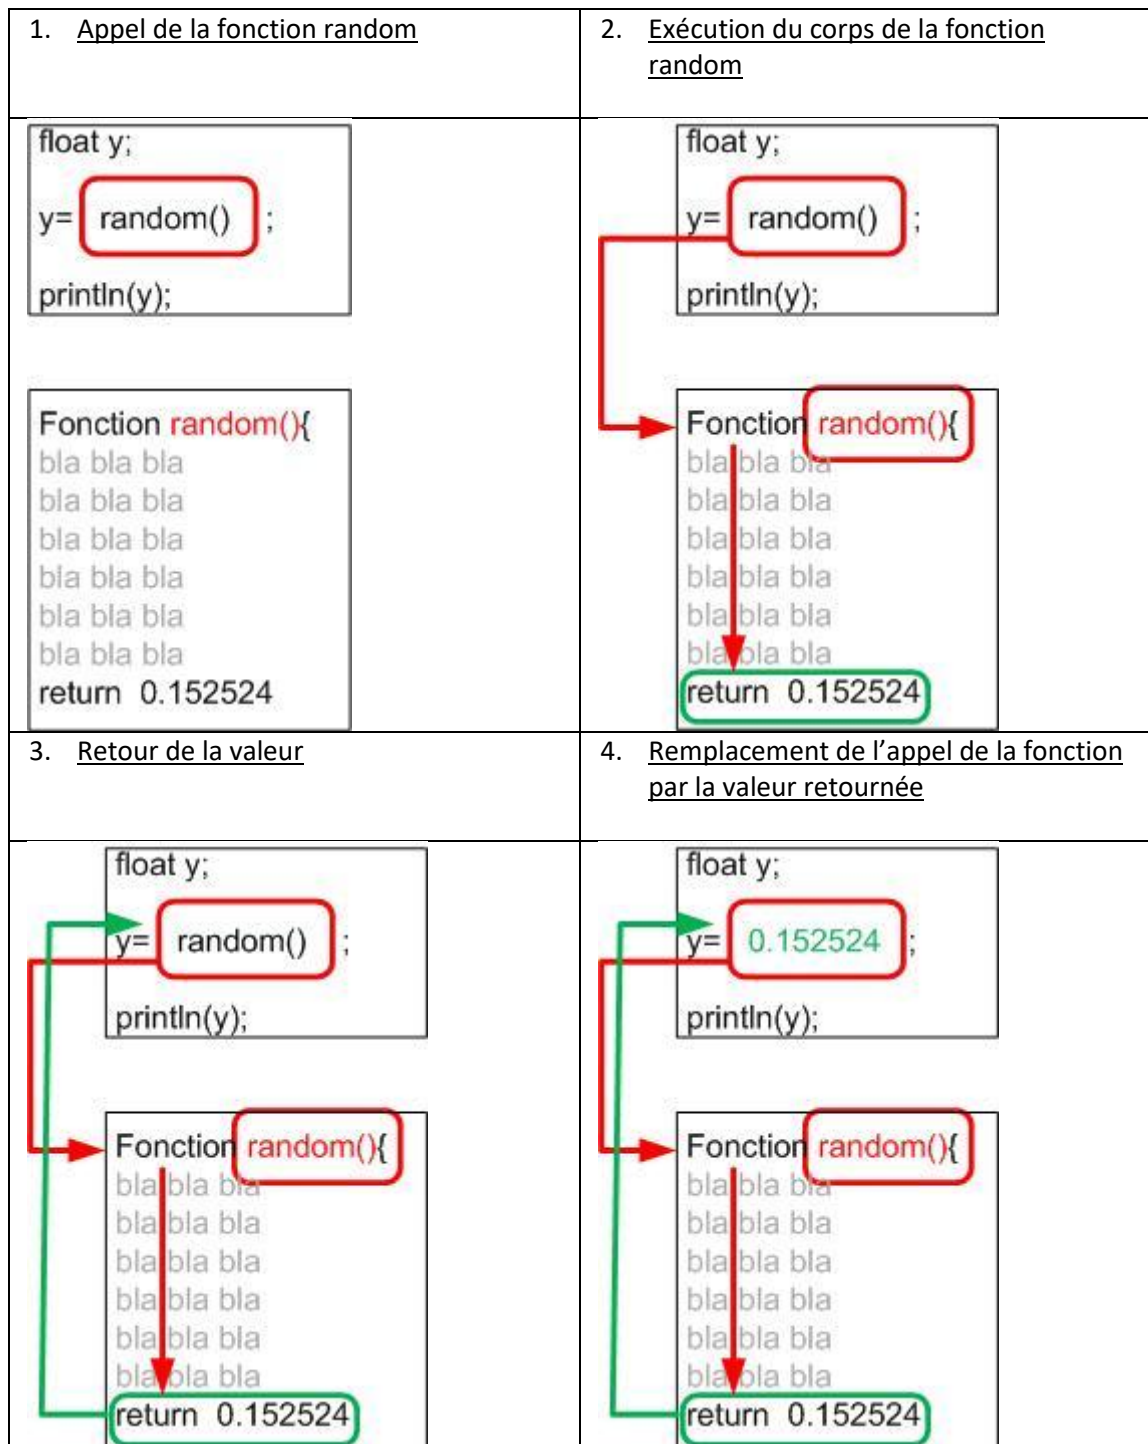 1. Appel de la fonction random
2. Exécution du corps de la fonction
random
float y;
y= random() ;
println(y);
Fonction random(){
bla bla bla
bla bla bla
bla bla bla
bla bla bla
bla bla bla
bla bla bla
return 0.152524
float y;
y= random() ;
println(y);
Fonction random(){
bla bla bla
bla bla bla
bla bla bla
bla bla bla
bla bla bla
bla bla bla
return 0.152524
3. Retour de la valeur
4. Remplacement de l’appel de la fonction
par la valeur retournée
float y;
y= random() ;
println(y);
Fonction random(){
bla bla bla
bla bla bla
bla bla bla
bla bla bla
bla bla bla
bla bla bla
return 0.152524
float y;
y= 0.152524 ;
println(y);
Fonction random(){
bla bla bla
bla bla bla
bla bla bla
bla bla bla
bla bla bla
bla bla bla
return 0.152524